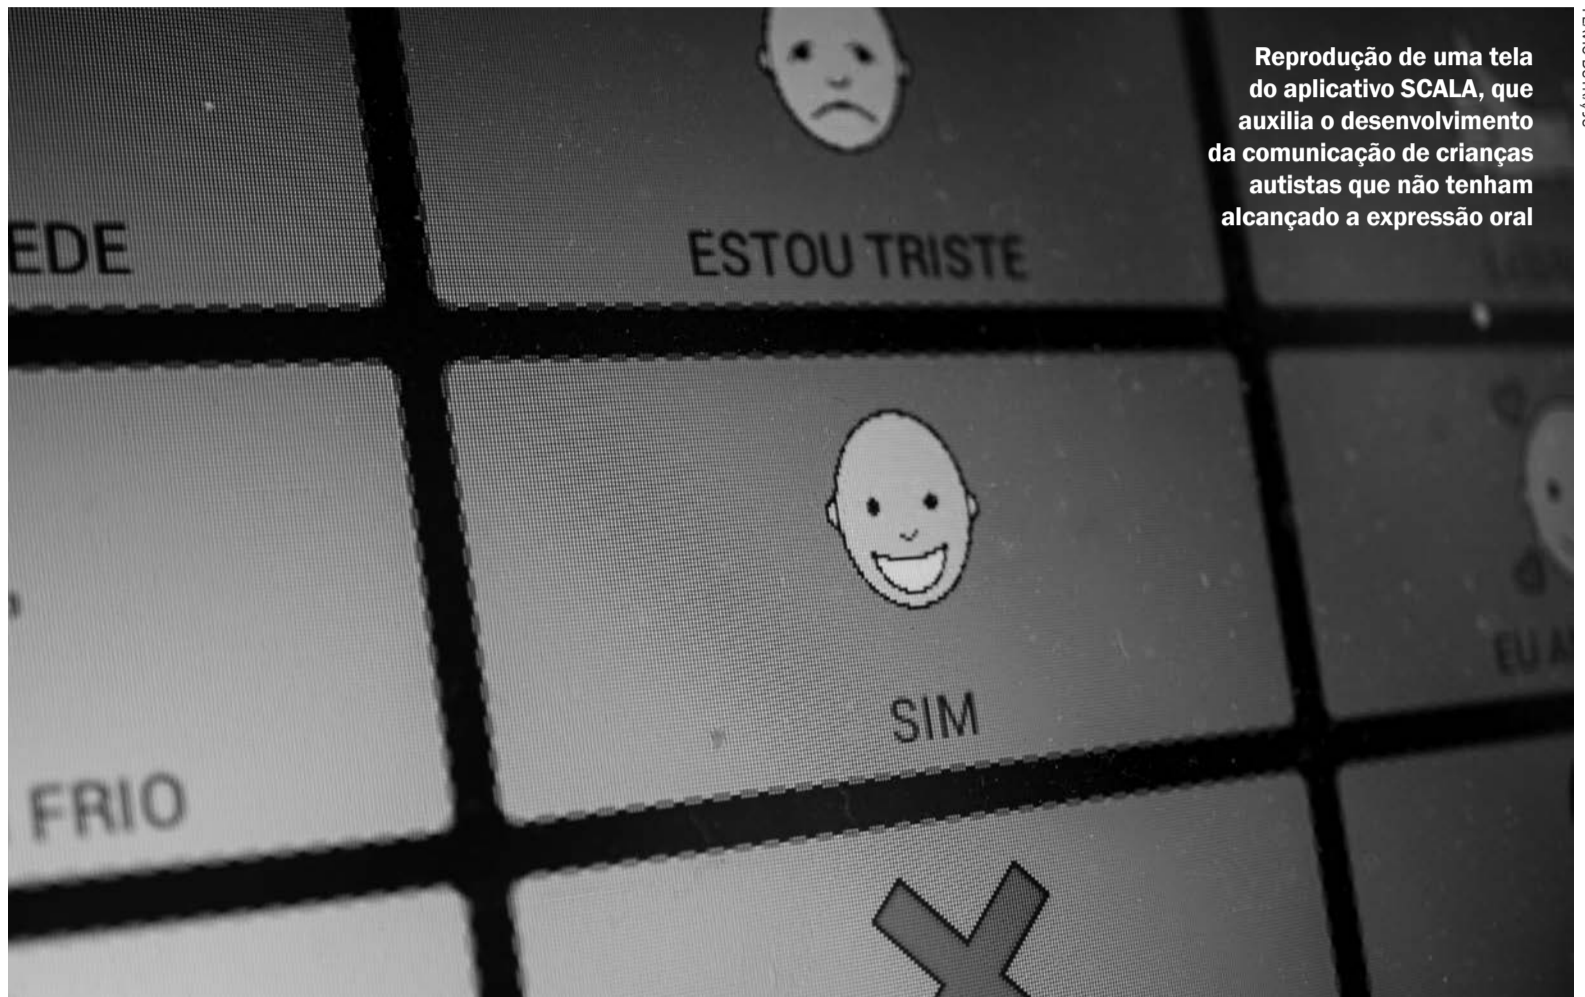 Reprodução de uma tela
do aplicativo SCALA, que
auxilia o desenvolvimento
da comunicação de crianças
autistas que não tenham
alcançado a expressão oral
EDE
ESTOU TRISTE
SIM
EU A
FRIO